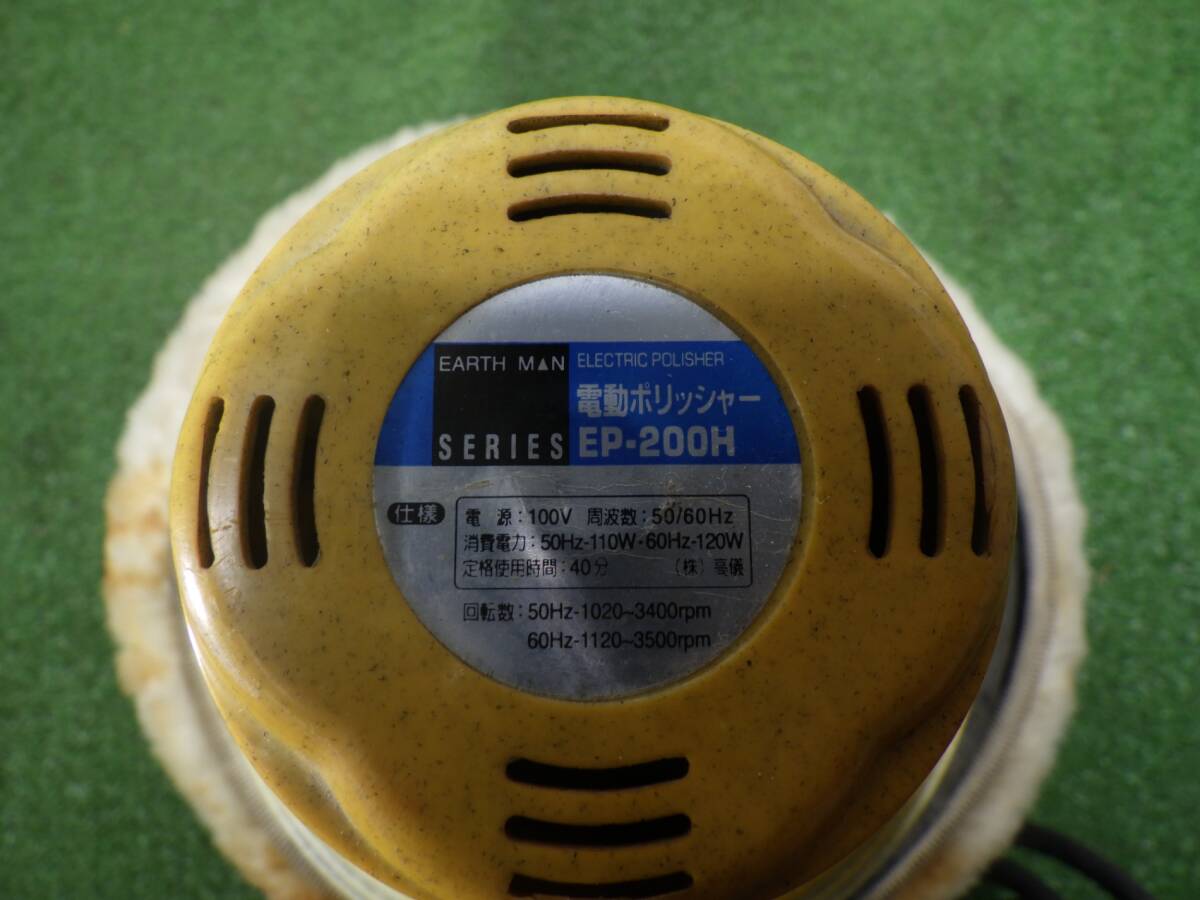 EARTH MAN
SERIES
ELECTRIC POLISHER
電動ポリッシャー
EP-200H
仕様
電 源:100V 周波数:50/60Hz
消費電力:50Hz-110W・60Hz-120W
定格使用時間:40分 (株)髙儀
回転数:50Hz-1020~3400rpm
60Hz-1120~3500rpm